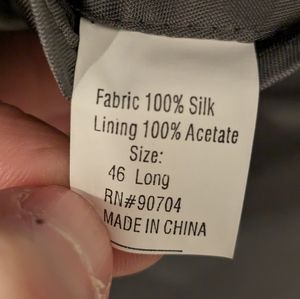 Fabric 100% Silk
Lining 100% Acetate
Size:
46 Long
RN#90704
MADE IN CHINA